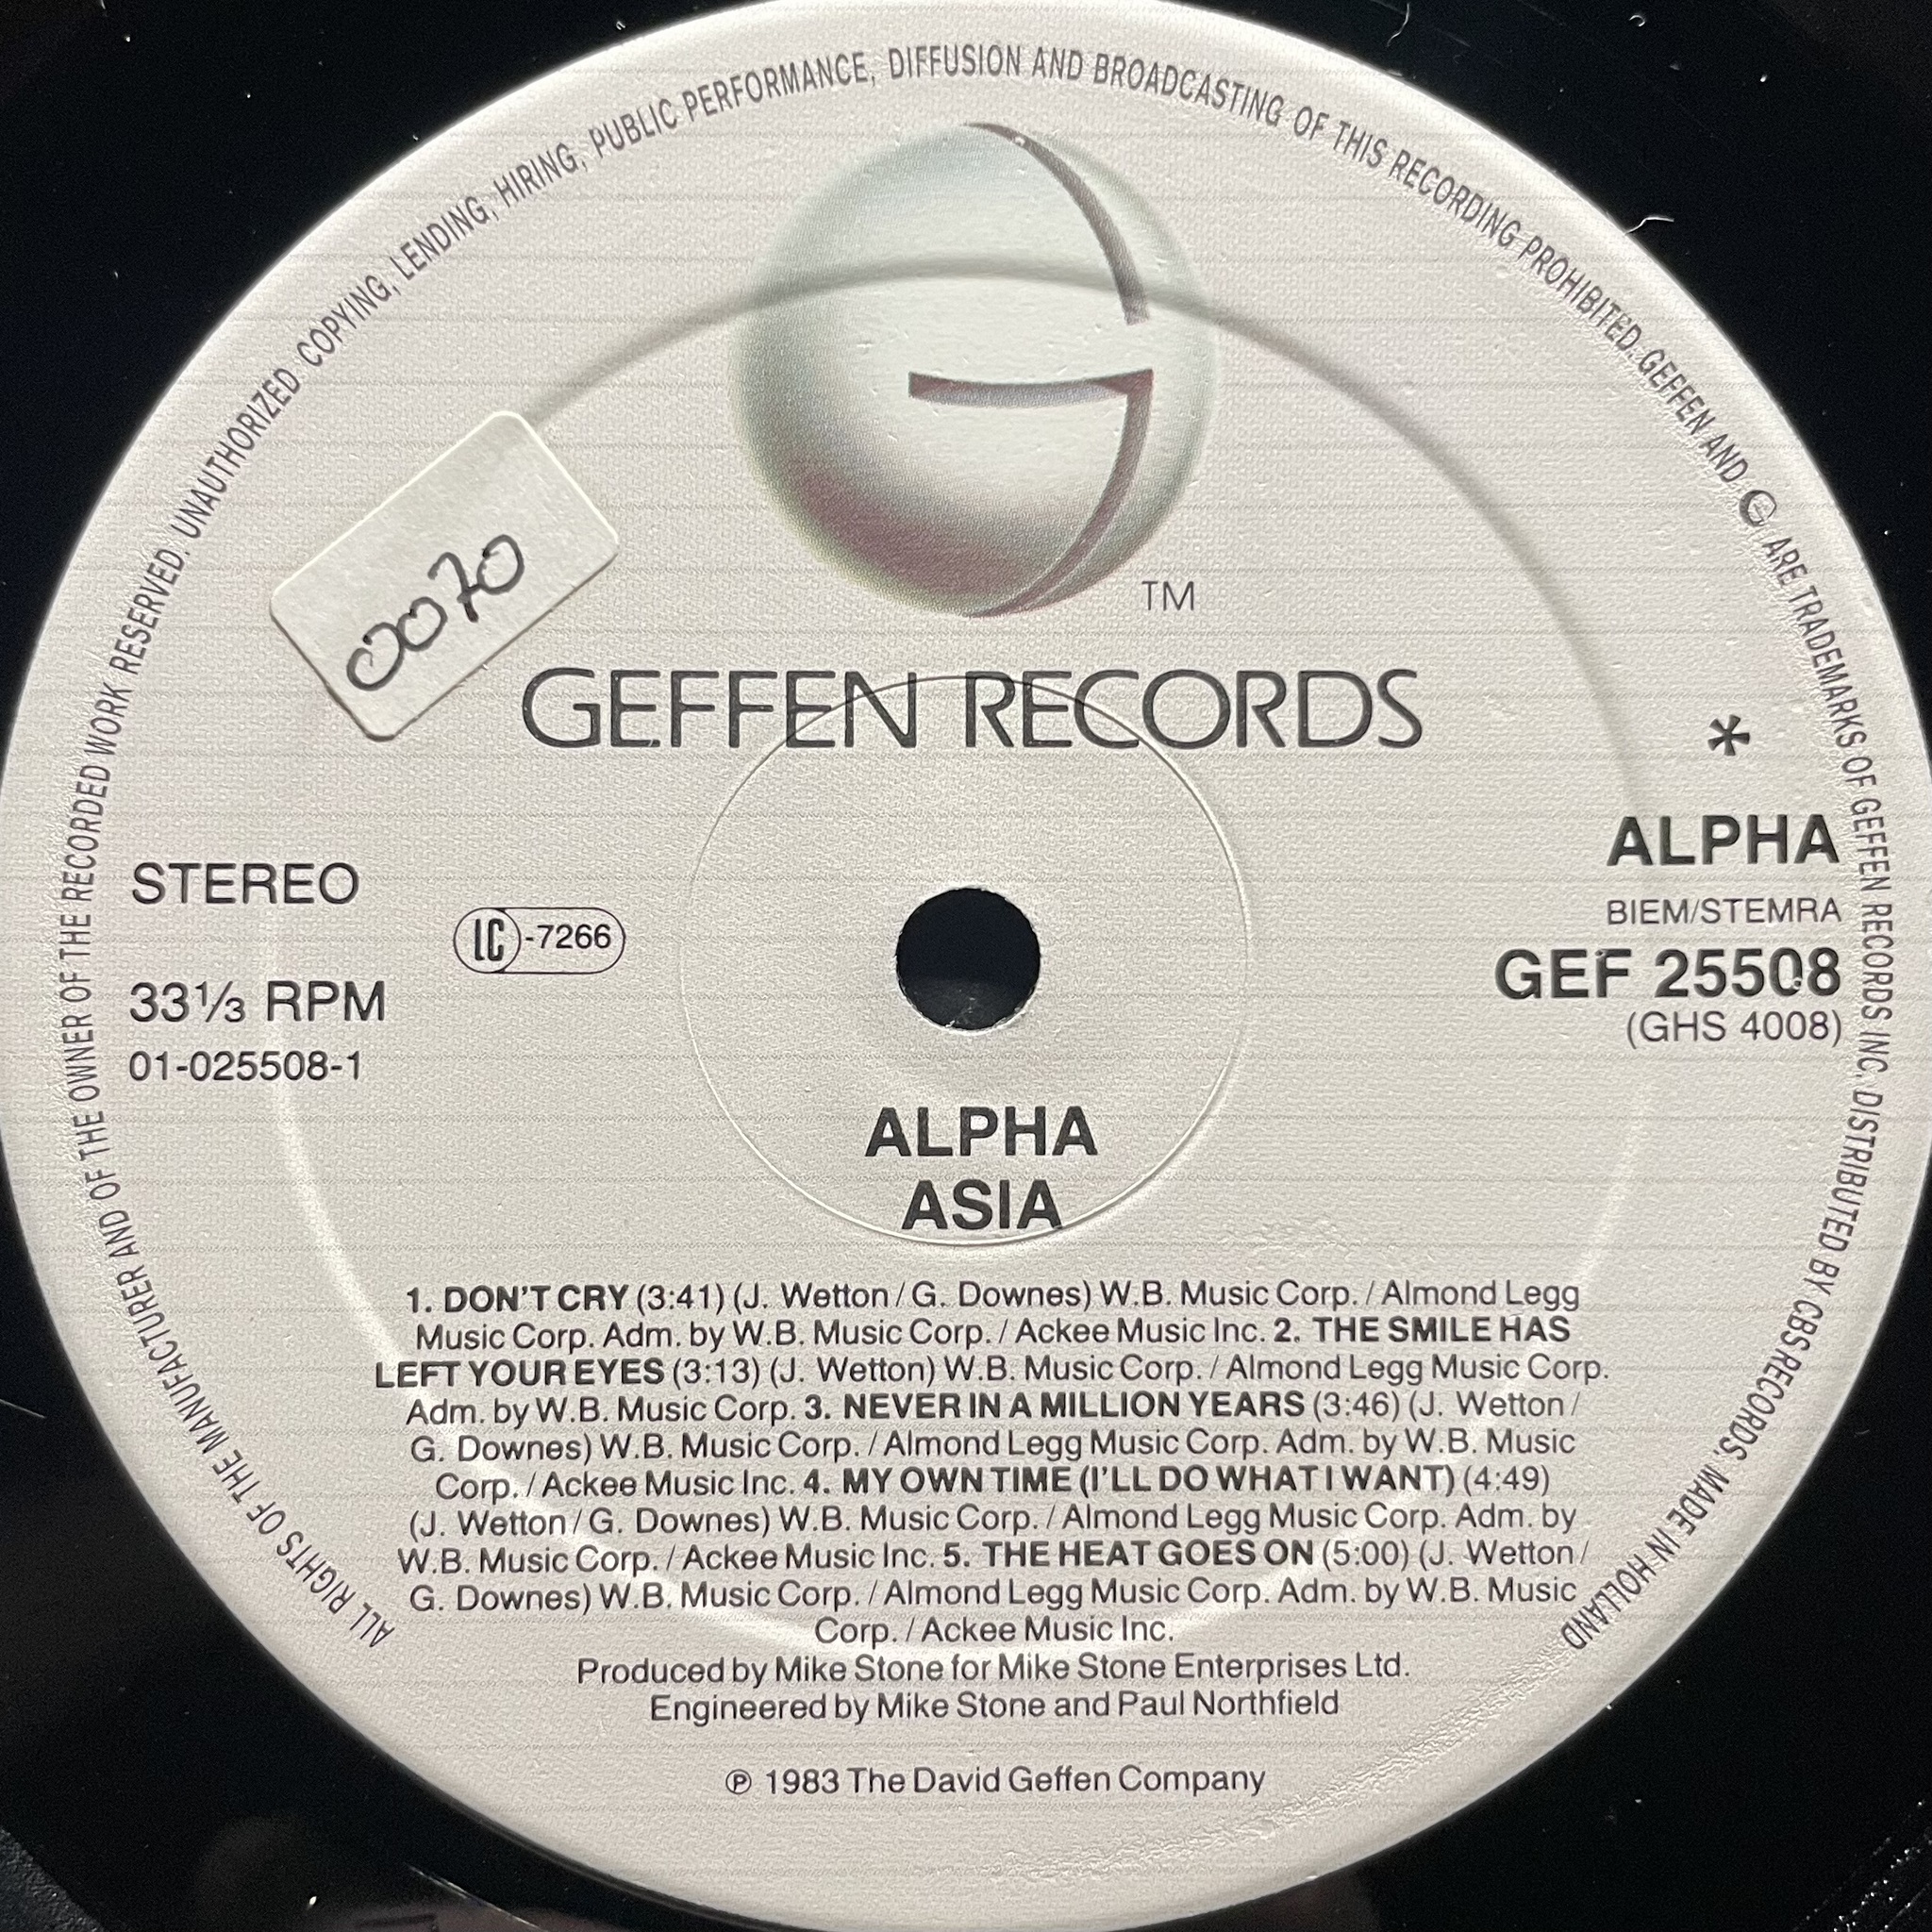 ALL RIGHTS OF THE MANUFACTURER AND OF THE OWNER OF THE RECORDED WORK RESERVED. UNAUTHORIZED COPYING, LENDING, HIRING, PUBLIC PERFORMANCE, DIFFUSION AND BROADCASTING OF THIS RECORDING PROHIBITED. GEFFEN AND G ARE TRADEMARKS OF GEFFEN RECORDS INC. DISTRIBUTED BY CBS RECORDS. MADE IN HOLLAND
G
TM
0070
GEFFEN RECORDS
*
STEREO
LC-7266
33⅓ RPM
01-025508-1
ALPHA
BIEM/STEMRA
GEF 25508
(GHS 4008)
ALPHA
ASIA
1. DON'T CRY (3:41) (J. Wetton/G. Downes) W.B. Music Corp./Almond Legg
Music Corp. Adm. by W.B. Music Corp./Ackee Music Inc. 2. THE SMILE HAS
LEFT YOUR EYES (3:13) (J. Wetton) W.B. Music Corp./Almond Legg Music Corp.
Adm. by W.B. Music Corp. 3. NEVER IN A MILLION YEARS (3:46) (J. Wetton/
G. Downes) W.B. Music Corp./Almond Legg Music Corp. Adm. by W.B. Music
Corp./Ackee Music Inc. 4. MY OWN TIME (I'LL DO WHAT I WANT) (4:49)
(J. Wetton/G. Downes) W.B. Music Corp./Almond Legg Music Corp. Adm. by
W.B. Music Corp./Ackee Music Inc. 5. THE HEAT GOES ON (5:00) (J. Wetton/
G. Downes) W.B. Music Corp./Almond Legg Music Corp. Adm. by W.B. Music
Corp./Ackee Music Inc.
Produced by Mike Stone for Mike Stone Enterprises Ltd.
Engineered by Mike Stone and Paul Northfield
℗ 1983 The David Geffen Company